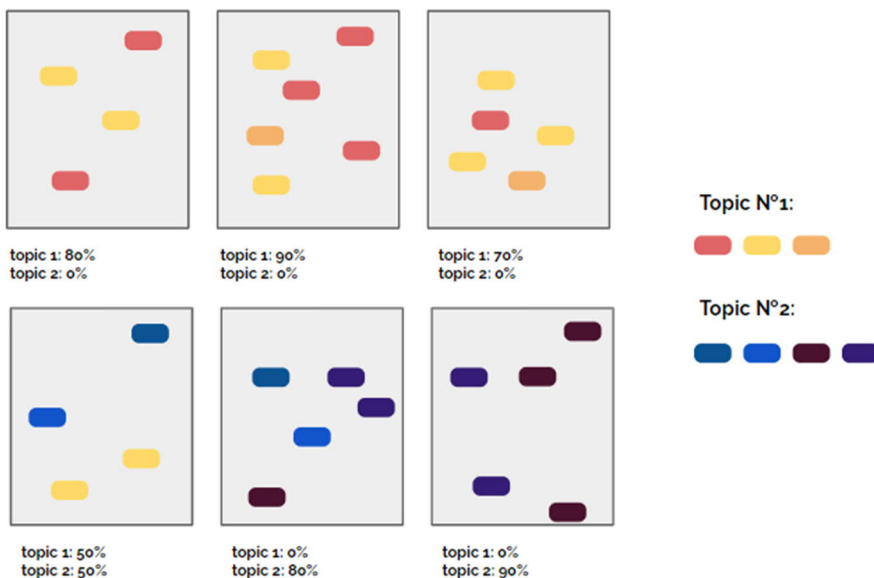 topic 1: 80%
topic 2: 0%
topic 1: 90%
topic 2: 0%
topic 1: 70%
topic 2: 0%
Topic N°1:
Topic N°2:
topic 1: 50%
topic 2: 50%
topic 1: 0%
topic 2: 80%
topic 1: 0%
topic 2: 90%